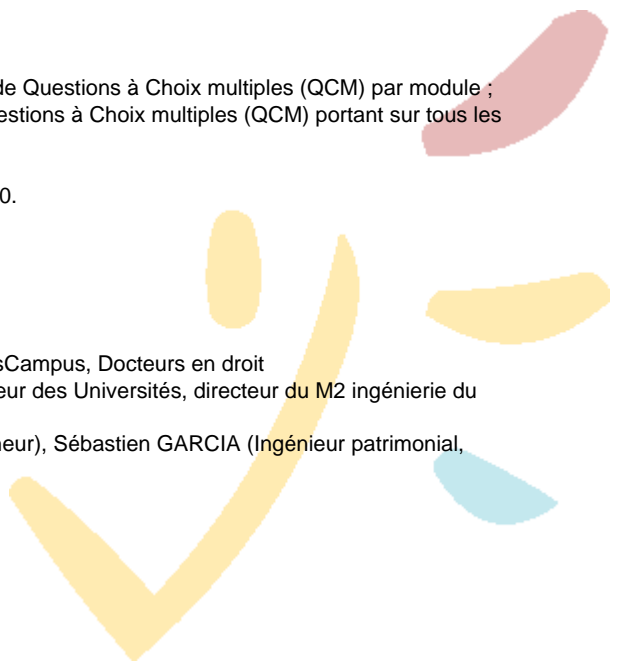 de Questions à Choix multiples (QCM) par module ;
estions à Choix multiples (QCM) portant sur tous les
0.
sCampus, Docteurs en droit
eur des Universités, directeur du M2 ingénierie du
neur), Sébastien GARCIA (Ingénieur patrimonial,